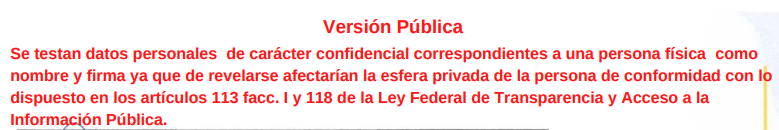 Versión Pública
Se testan datos personales de carácter confidencial correspondientes a una persona física como
nombre y firma ya que de revelarse afectarían la esfera privada de la persona de conformidad con lo
dispuesto en los artículos 113 facc. I y 118 de la Ley Federal de Transparencia y Acceso a la
Información Pública.